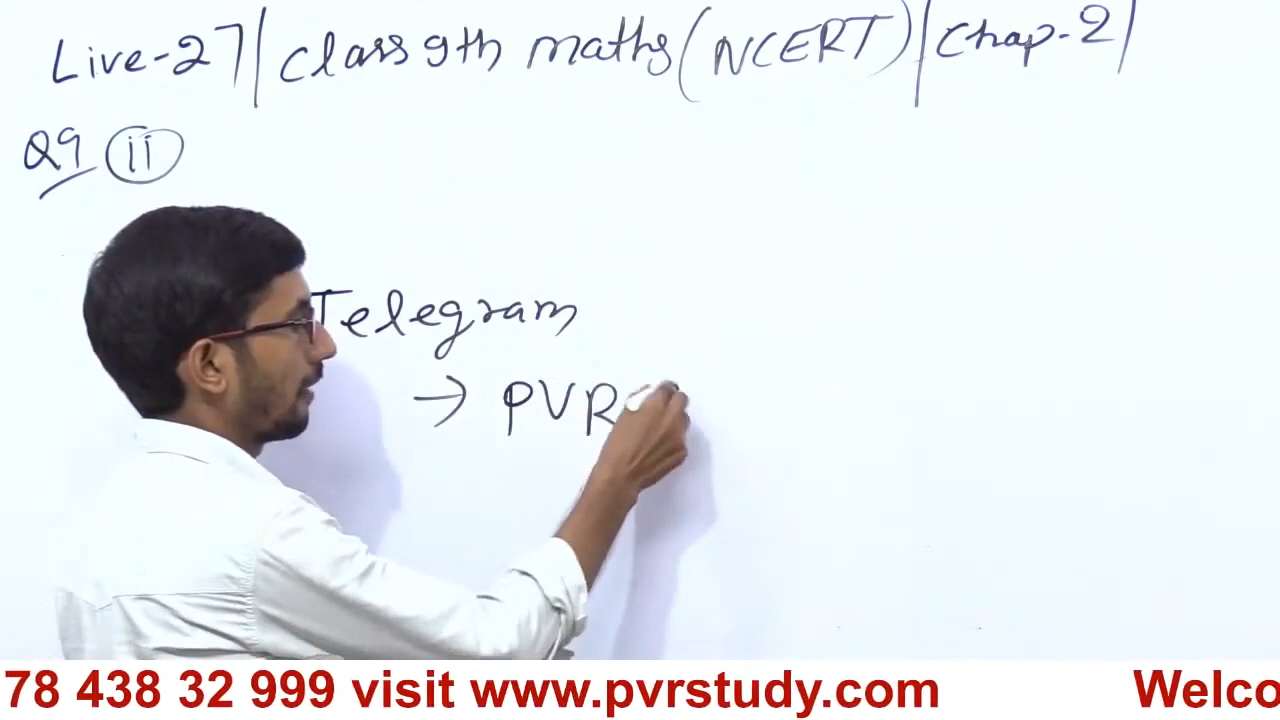 Live-27 | Class 9th maths (NCERT) | Chap-2 |
Q9 (ii)
Telegram
→ PVR
78 438 32 999 visit www.pvrstudy.com Welco